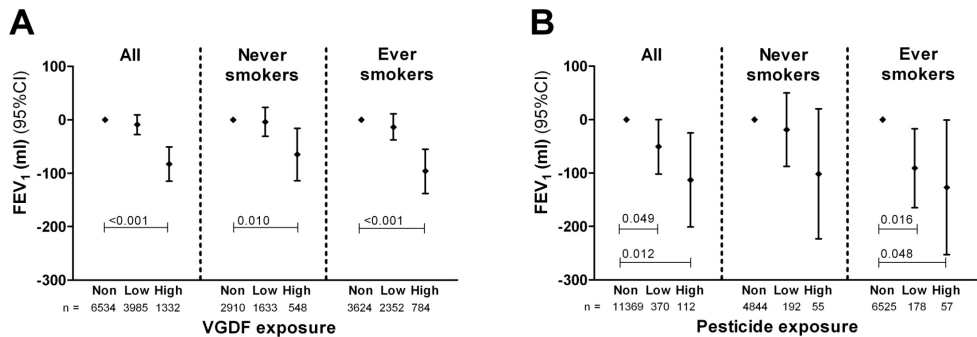 A
All
Never smokers
Ever smokers
FEV1 (ml) (95%CI)
100
0
-100
-200
-300
<0.001
0.010
<0.001
Non Low High Non Low High Non Low High
n = 6534 3985 1332 2910 1633 548 3624 2352 784
VGDF exposure
B
All
Never smokers
Ever smokers
FEV1 (ml) (95%CI)
100
0
-100
-200
-300
0.049
0.012
0.016
0.048
Non Low High Non Low High Non Low High
n = 11369 370 112 4844 192 55 6525 178 57
Pesticide exposure